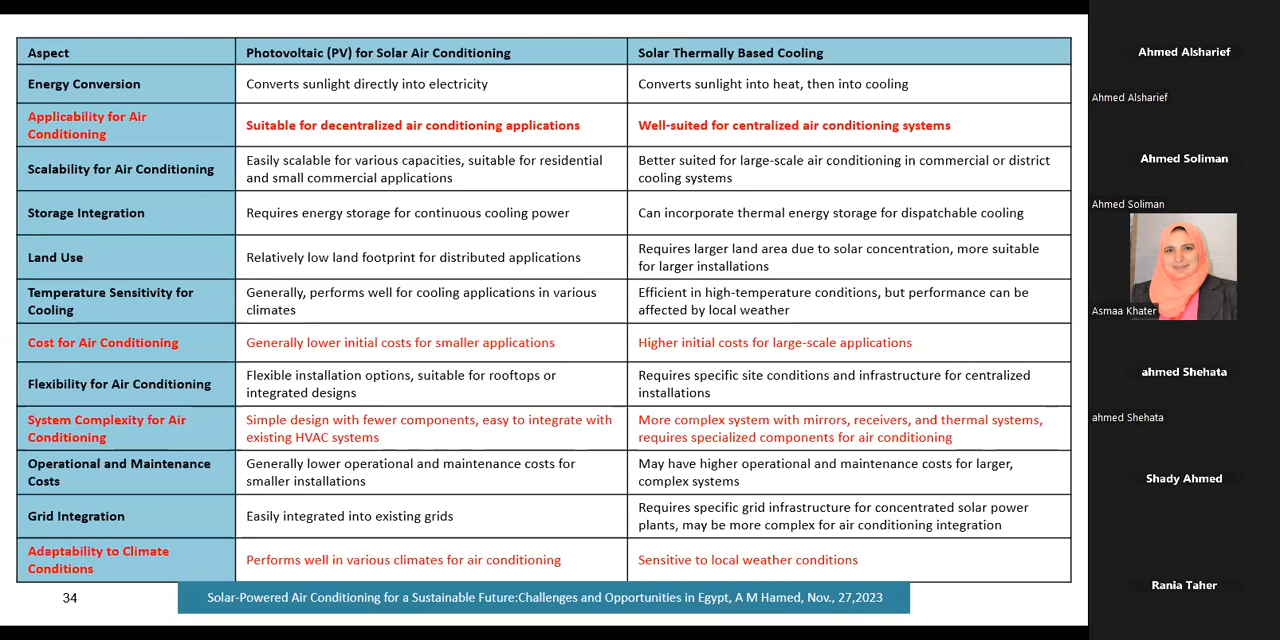 Aspect
Photovoltaic (PV) for Solar Air Conditioning
Solar Thermally Based Cooling
Energy Conversion
Converts sunlight directly into electricity
Converts sunlight into heat, then into cooling
Applicability for Air
Conditioning
Suitable for decentralized air conditioning applications
Well-suited for centralized air conditioning systems
Scalability for Air Conditioning
Easily scalable for various capacities, suitable for residential
and small commercial applications
Better suited for large-scale air conditioning in commercial or district
cooling systems
Storage Integration
Requires energy storage for continuous cooling power
Can incorporate thermal energy storage for dispatchable cooling
Land Use
Relatively low land footprint for distributed applications
Requires larger land area due to solar concentration, more suitable
for larger installations
Temperature Sensitivity for
Cooling
Generally, performs well for cooling applications in various
climates
Efficient in high-temperature conditions, but performance can be
affected by local weather
Cost for Air Conditioning
Generally lower initial costs for smaller applications
Higher initial costs for large-scale applications
Flexibility for Air Conditioning
Flexible installation options, suitable for rooftops or
integrated designs
Requires specific site conditions and infrastructure for centralized
installations
System Complexity for Air
Conditioning
Simple design with fewer components, easy to integrate with
existing HVAC systems
More complex system with mirrors, receivers, and thermal systems,
requires specialized components for air conditioning
Operational and Maintenance
Costs
Generally lower operational and maintenance costs for
smaller installations
May have higher operational and maintenance costs for larger,
complex systems
Grid Integration
Easily integrated into existing grids
Requires specific grid infrastructure for concentrated solar power
plants, may be more complex for air conditioning integration
Adaptability to Climate
Conditions
Performs well in various climates for air conditioning
Sensitive to local weather conditions
34
Solar-Powered Air Conditioning for a Sustainable Future:Challenges and Opportunities in Egypt, A M Hamed, Nov., 27,2023
Ahmed Alsharief
Ahmed Alsharief
Ahmed Soliman
Ahmed Soliman
Asmaa Khater
ahmed Shehata
ahmed Shehata
Shady Ahmed
Rania Taher